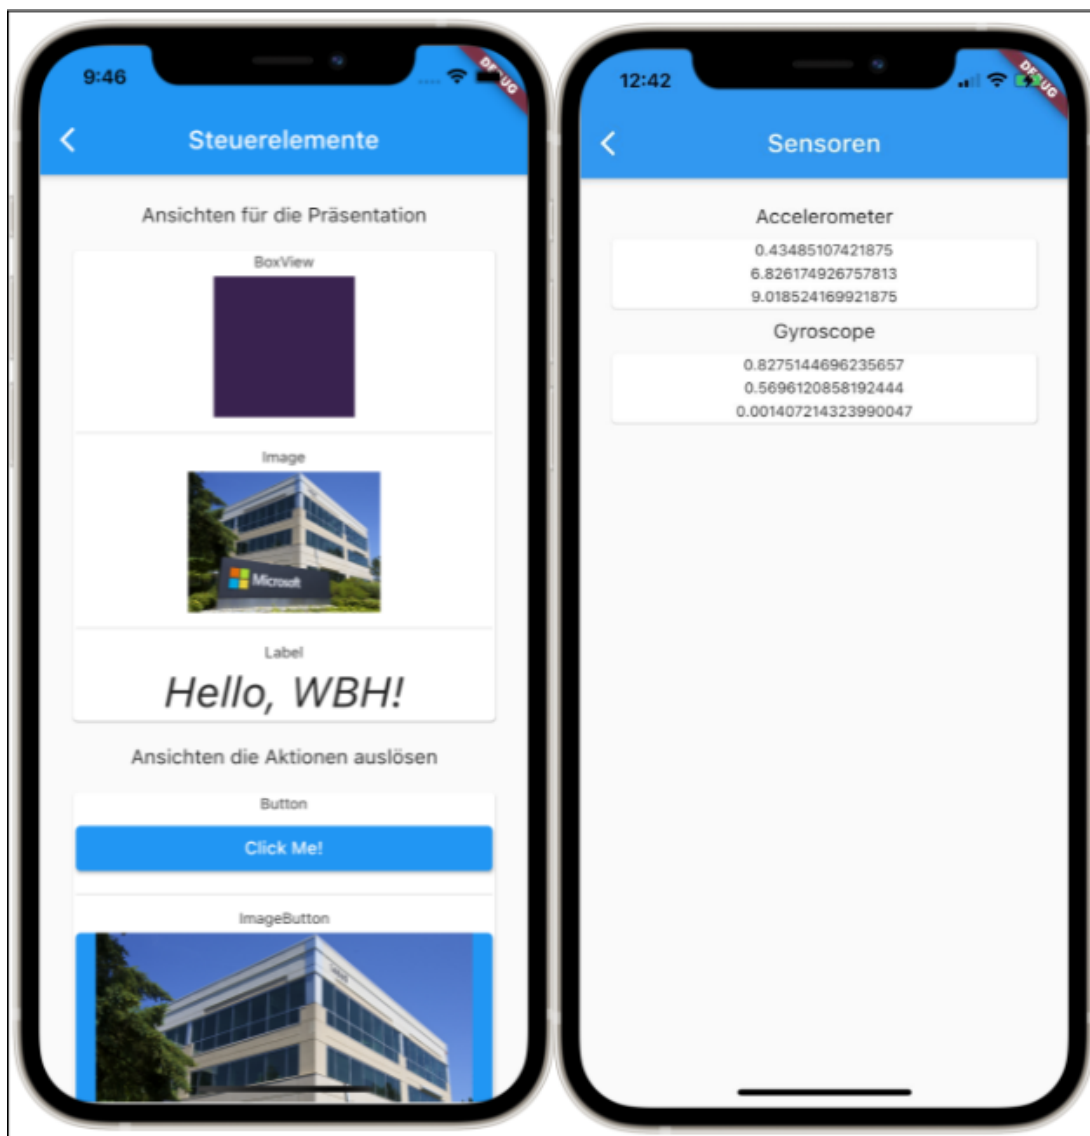 9:46
DEBUG
Steuerelemente
Ansichten für die Präsentation
BoxView
Image
Microsoft
Label
Hello, WBH!
Ansichten die Aktionen auslösen
Button
Click Me!
ImageButton
12:42
DEBUG
Sensoren
Accelerometer
0.43485107421875
6.826174926757813
9.018524169921875
Gyroscope
0.8275144696235657
0.5696120858192444
0.001407214323990047